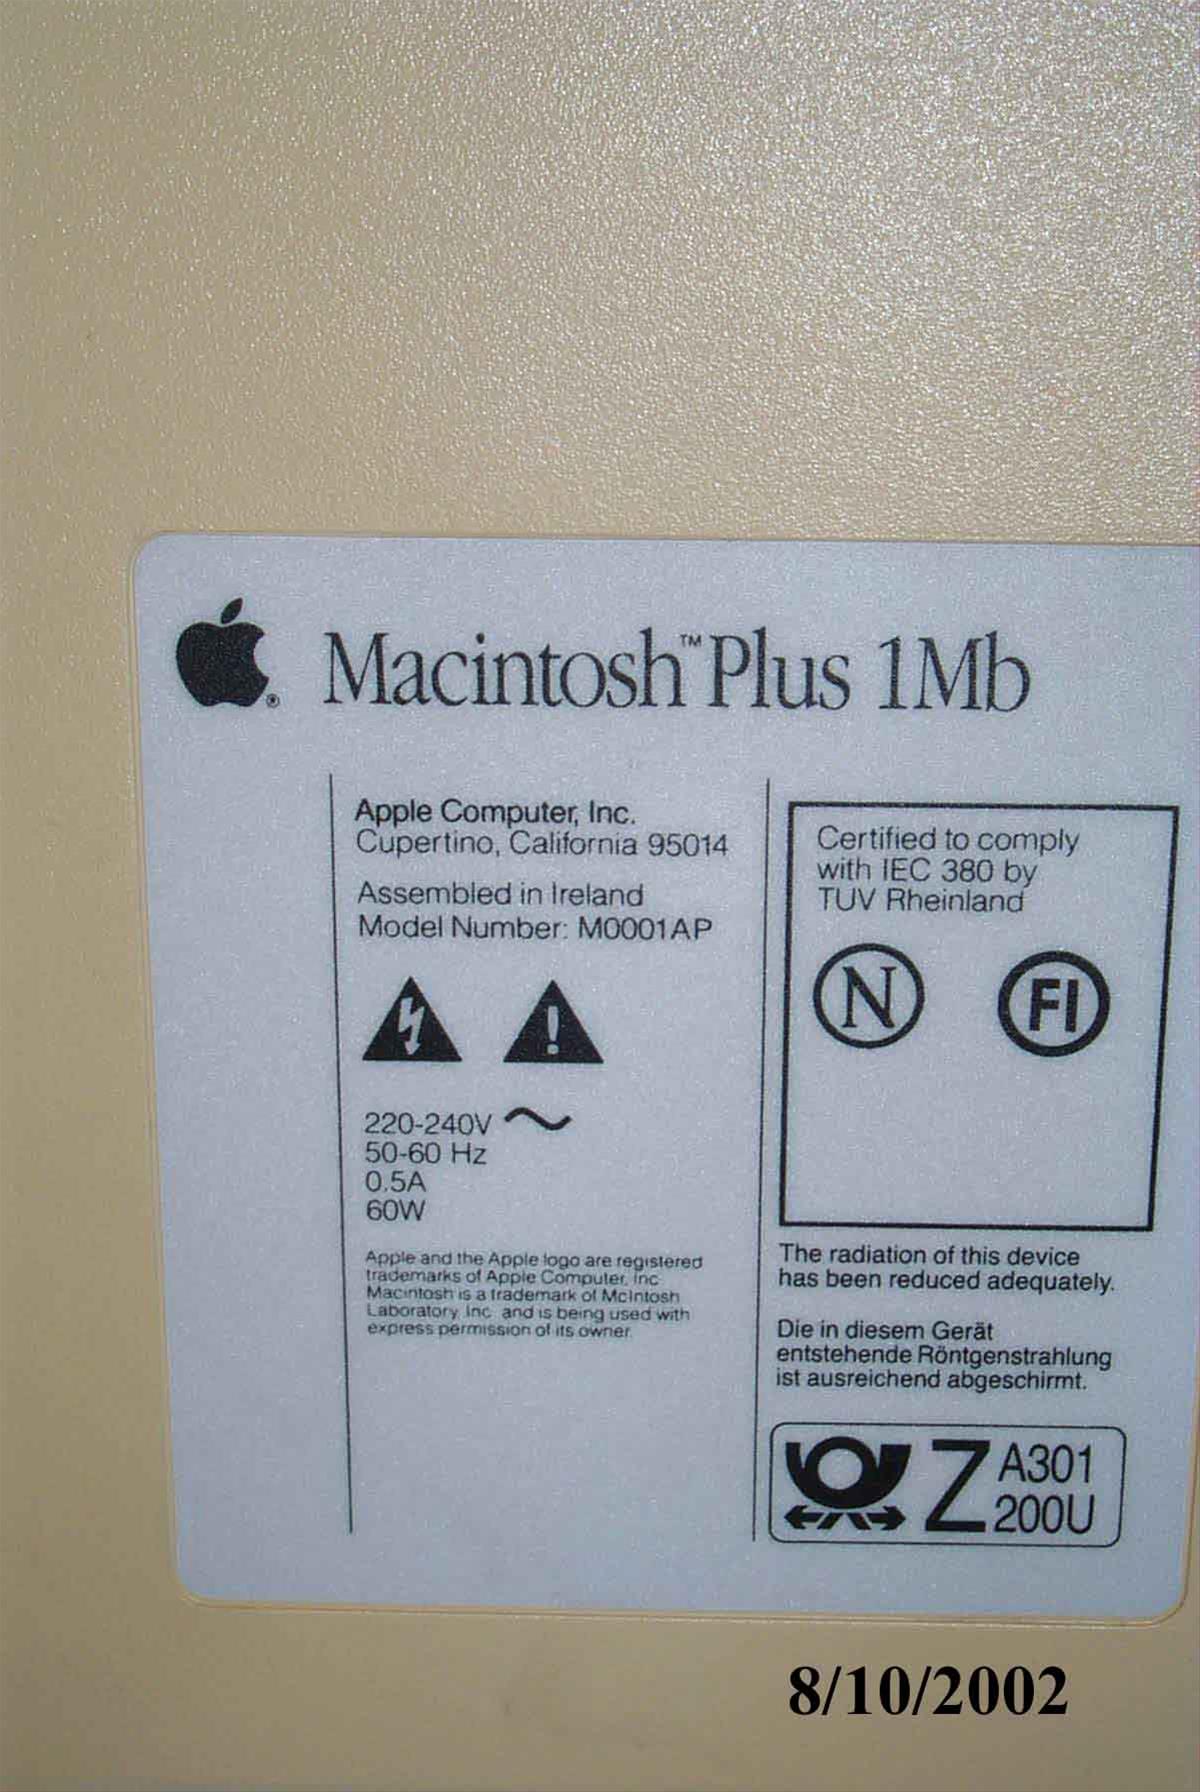 Macintosh™ Plus 1Mb
Apple Computer, Inc.
Cupertino, California 95014
Assembled in Ireland
Model Number: M0001AP
220-240V ~
50-60 Hz
0.5A
60W
Apple and the Apple logo are registered
trademarks of Apple Computer, Inc
Macintosh is a trademark of McIntosh
Laboratory, Inc. and is being used with
express permission of its owner.
Certified to comply
with IEC 380 by
TUV Rheinland
N FI
The radiation of this device
has been reduced adequately.
Die in diesem Gerät
entstehende Röntgenstrahlung
ist ausreichend abgeschirmt.
Z A301
200U
8/10/2002